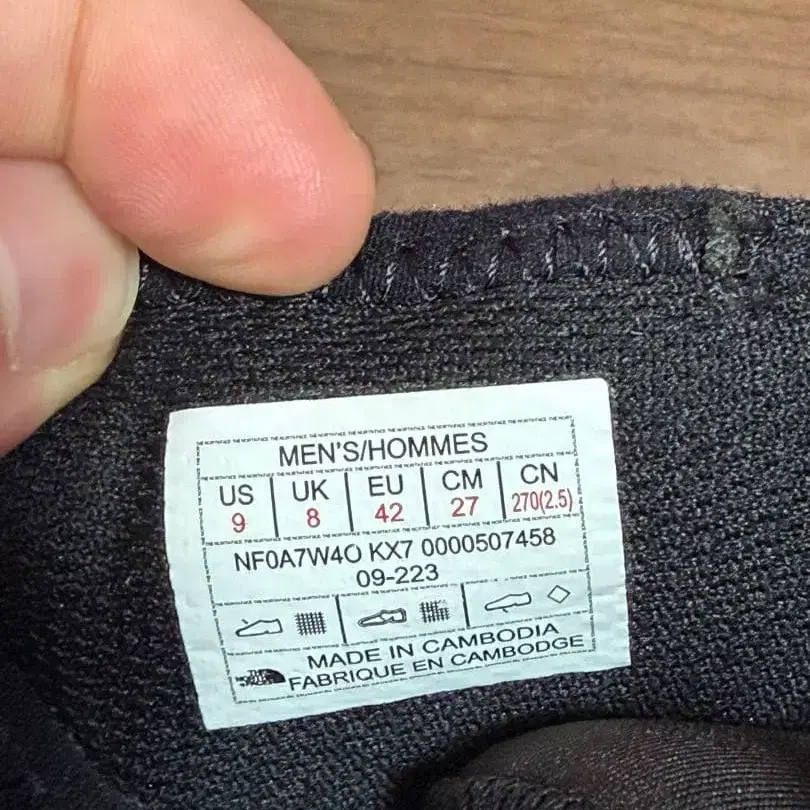 MEN'S/HOMMES
US UK EU CM CN
9 8 42 27 270(2.5)
NF0A7W4O KX7 0000507458
09-223
MADE IN CAMBODIA
FABRIQUE EN CAMBODGE